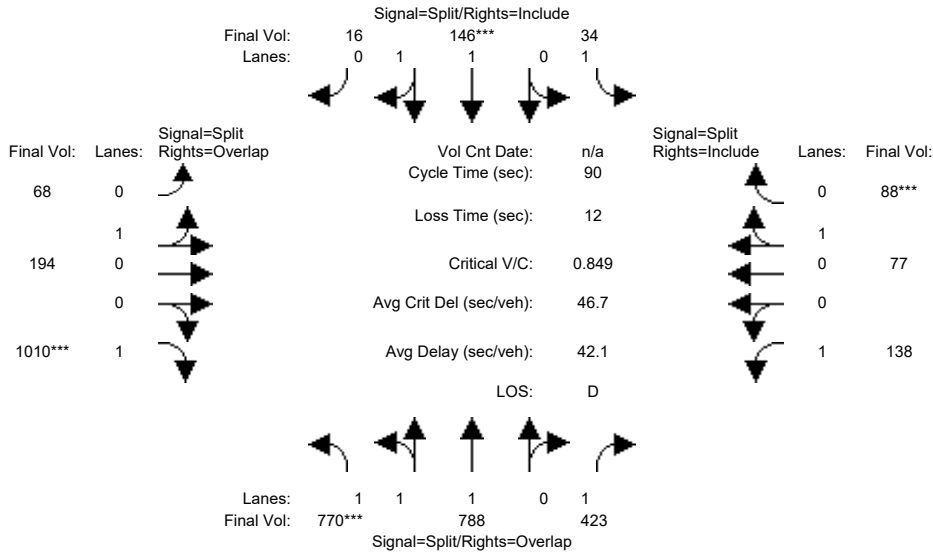 Signal=Split/Rights=Include
Final Vol: 16 146*** 34
Lanes: 0 1 1 0 1
Signal=Split
Rights=Overlap
Final Vol: Lanes:
68 0
1
194 0
0
1010*** 1
Vol Cnt Date: n/a
Cycle Time (sec): 90
Loss Time (sec): 12
Critical V/C: 0.849
Avg Crit Del (sec/veh): 46.7
Avg Delay (sec/veh): 42.1
LOS: D
Signal=Split
Rights=Include
Lanes: Final Vol:
0 88***
1
0 77
0
1 138
Lanes: 1 1 1 0 1
Final Vol: 770*** 788 423
Signal=Split/Rights=Overlap